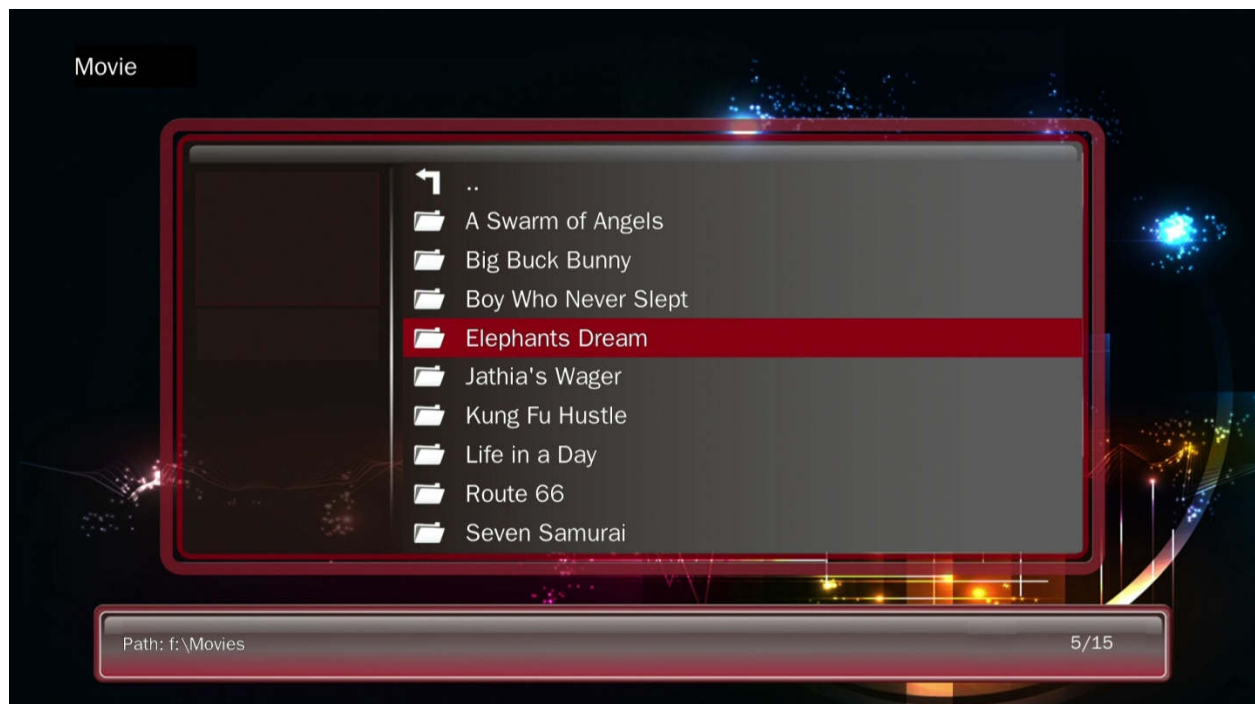 Movie
..
A Swarm of Angels
Big Buck Bunny
Boy Who Never Slept
Elephants Dream
Jathia's Wager
Kung Fu Hustle
Life in a Day
Route 66
Seven Samurai
Path: f:\Movies 5/15